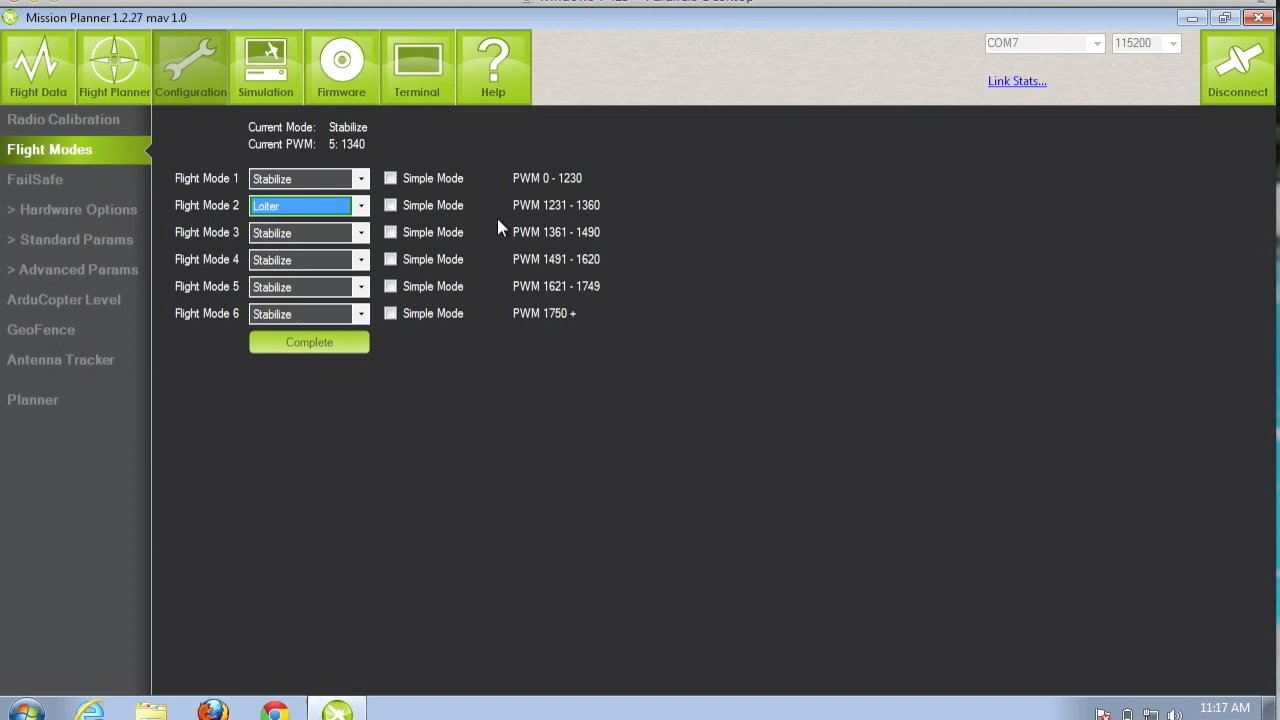 Mission Planner 1.2.27 mav 1.0
COM7
115200
Flight Data
Flight Planner
Configuration
Simulation
Firmware
Terminal
Help
Link Stats...
Disconnect
Radio Calibration
Flight Modes
FailSafe
> Hardware Options
> Standard Params
> Advanced Params
ArduCopter Level
GeoFence
Antenna Tracker
Planner
Current Mode: Stabilize
Current PWM: 5: 1340
Flight Mode 1 Stabilize Simple Mode PWM 0 - 1230
Flight Mode 2 Loiter Simple Mode PWM 1231 - 1360
Flight Mode 3 Stabilize Simple Mode PWM 1361 - 1490
Flight Mode 4 Stabilize Simple Mode PWM 1491 - 1620
Flight Mode 5 Stabilize Simple Mode PWM 1621 - 1749
Flight Mode 6 Stabilize Simple Mode PWM 1750 +
Complete
11:17 AM